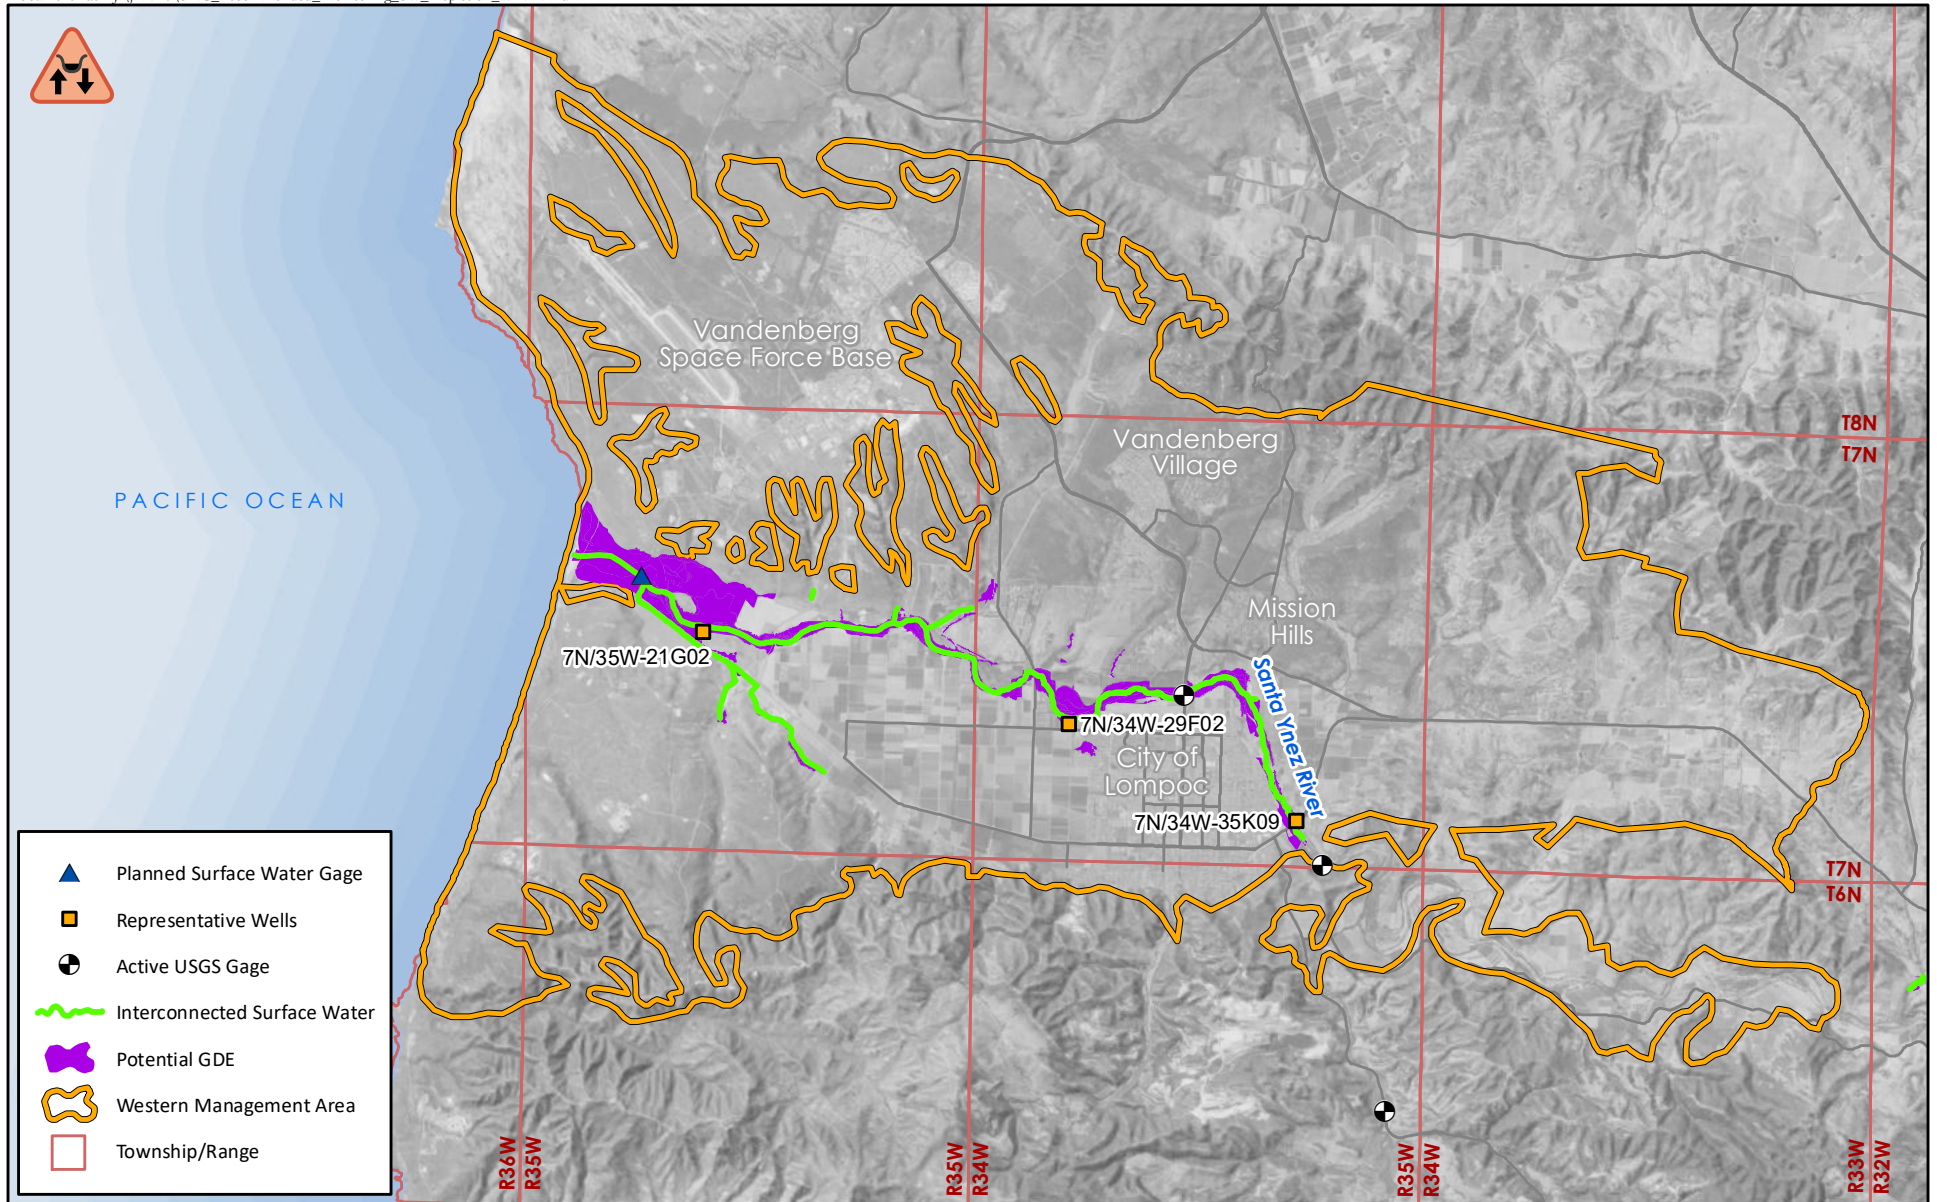 Vandenberg
Space Force Base
T8N
T7N
Vandenberg
Village
PACIFIC OCEAN
Mission
Hills
7N/35W-21G02
Santa Ynez River
7N/34W-29F02
City of
Lompoc
7N/34W-35K09
T7N
T6N
Planned Surface Water Gage
Representative Wells
Active USGS Gage
Interconnected Surface Water
Potential GDE
Western Management Area
Township/Range
R36W
R35W
R35W
R34W
R35W
R34W
R33W
R32W